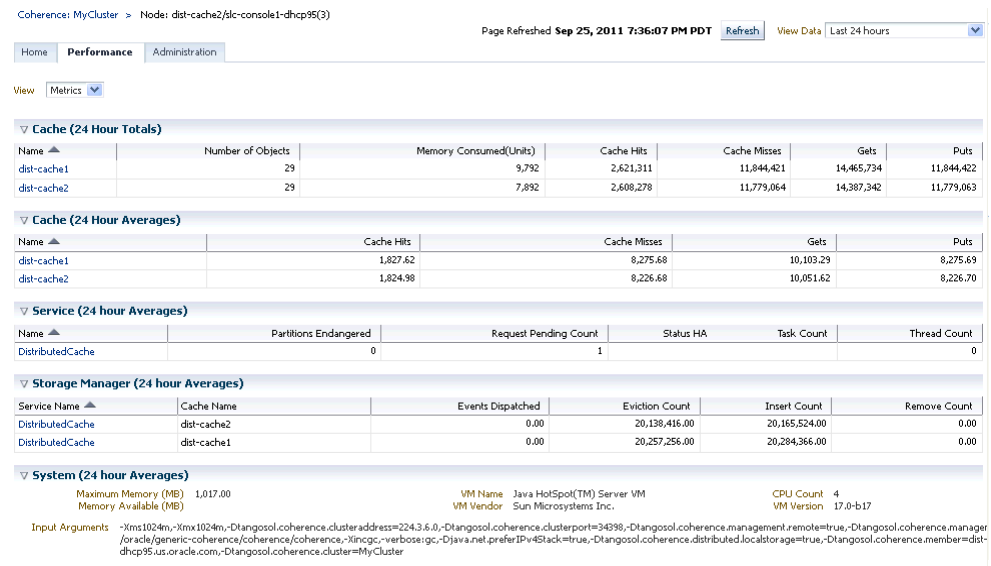 Coherence: MyCluster > Node: dist-cache2/slc-console1-dhcp95(3)
Page Refreshed Sep 25, 2011 7:36:07 PM PDT Refresh View Data Last 24 hours
Home Performance Administration
View Metrics
Cache (24 Hour Totals)
Name Number of Objects Memory Consumed(Units) Cache Hits Cache Misses Gets Puts
dist-cache1 29 9,792 2,621,311 11,844,421 14,465,734 11,844,422
dist-cache2 29 7,892 2,608,278 11,779,064 14,387,342 11,779,063
Cache (24 Hour Averages)
Name Cache Hits Cache Misses Gets Puts
dist-cache1 1,827.62 8,275.68 10,103.29 8,275.69
dist-cache2 1,824.98 8,226.68 10,051.62 8,226.70
Service (24 hour Averages)
Name Partitions Endangered Request Pending Count Status HA Task Count Thread Count
DistributedCache 0 1 0
Storage Manager (24 hour Averages)
Service Name Cache Name Events Dispatched Eviction Count Insert Count Remove Count
DistributedCache dist-cache2 0.00 20,138,416.00 20,165,524.00 0.00
DistributedCache dist-cache1 0.00 20,257,256.00 20,284,366.00 0.00
System (24 hour Averages)
Maximum Memory (MB) 1,017.00 VM Name Java HotSpot(TM) Server VM CPU Count 4
Memory Available (MB) VM Vendor Sun Microsystems Inc. VM Version 17.0-b17
Input Arguments -Xms1024m,-Xmx1024m,-Dtangosol.coherence.clusteraddress=224.3.6.0,-Dtangosol.coherence.clusterport=34398,-Dtangosol.coherence.management.remote=true,-Dtangosol.coherence.manager
/oracle/generic-coherence/coherence/coherence,-Xincgc,-verbose:gc,-Djava.net.preferIPv4Stack=true,-Dtangosol.coherence.distributed.localstorage=true,-Dtangosol.coherence.member=dist-
dhcp95.us.oracle.com,-Dtangosol.coherence.cluster=MyCluster